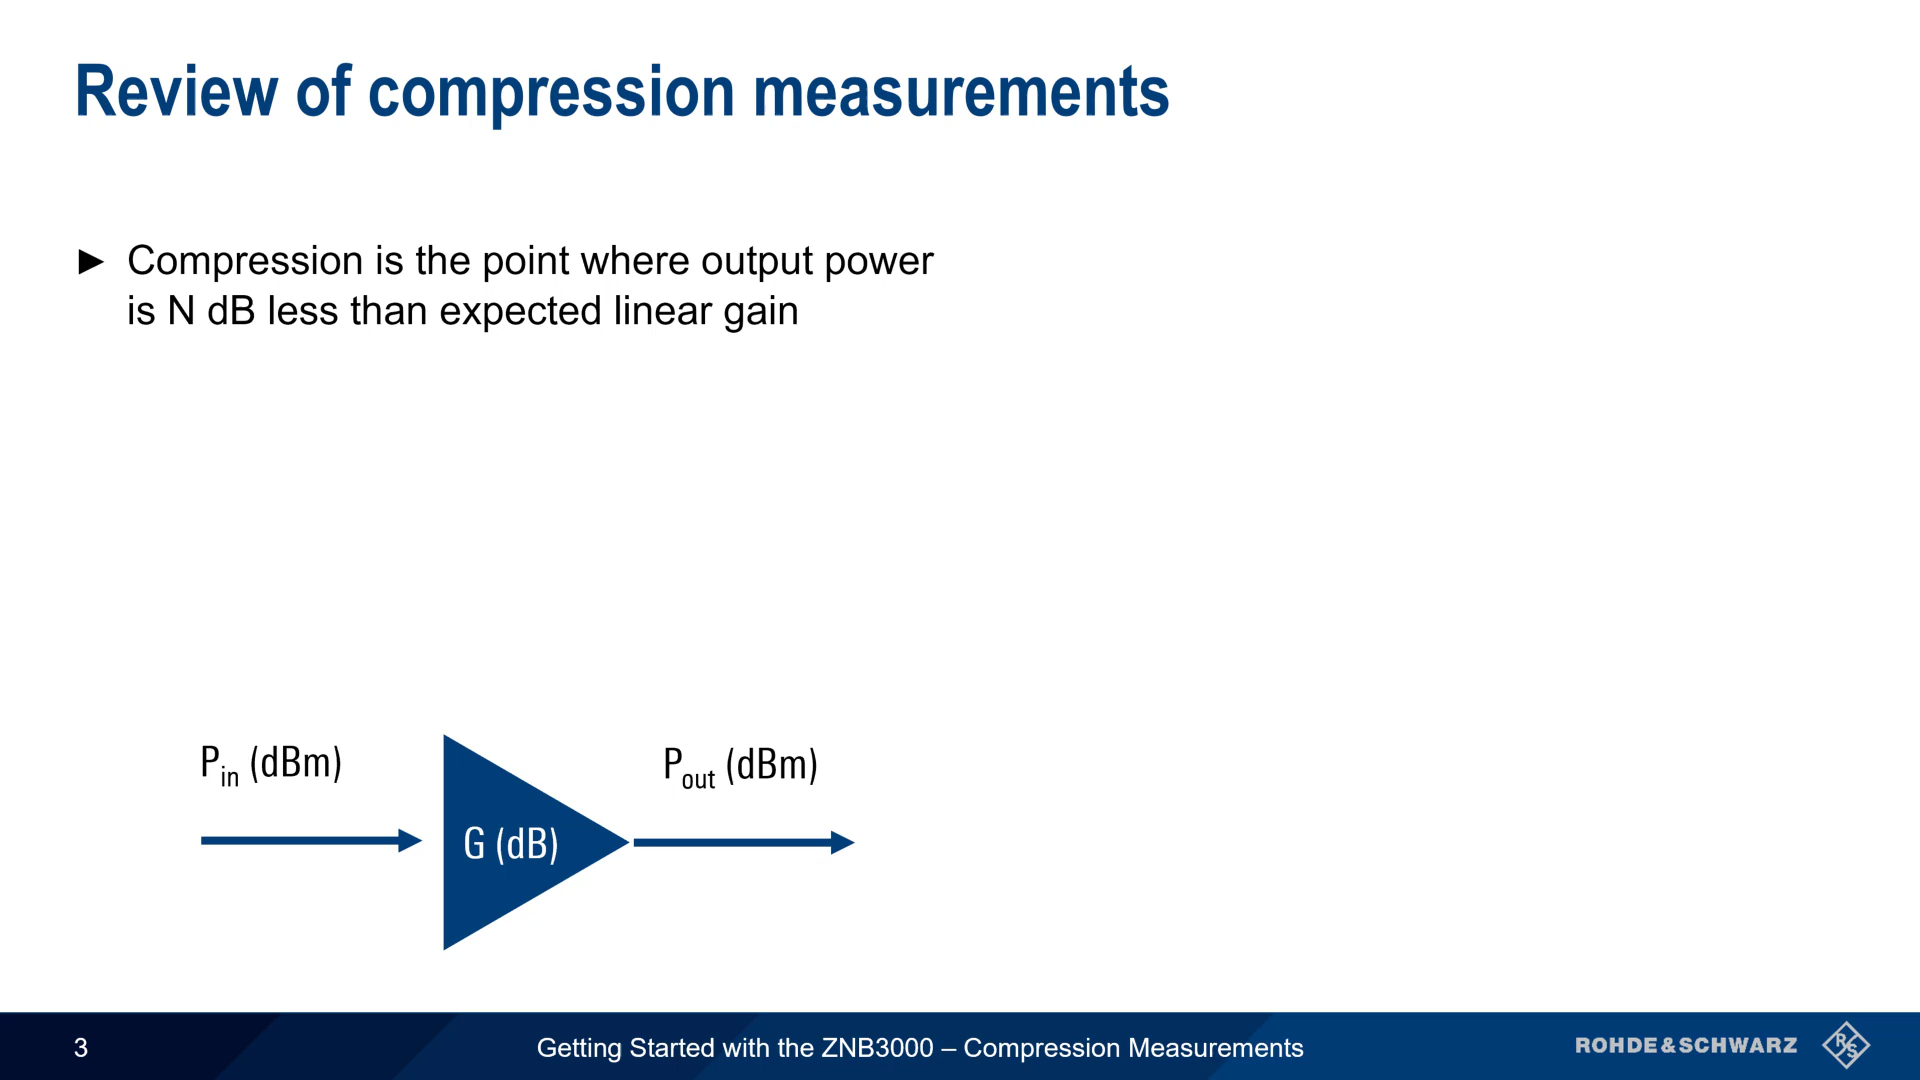 Review of compression measurements
► Compression is the point where output power
is N dB less than expected linear gain
Pin (dBm)
Pout (dBm)
G (dB)
3
Getting Started with the ZNB3000 – Compression Measurements
ROHDE&SCHWARZ
R&S